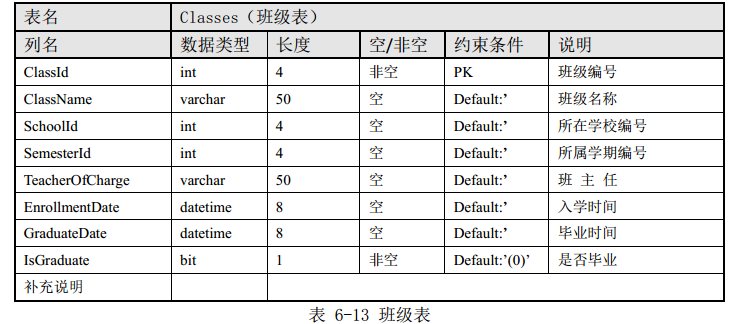 表名 Classes（班级表）
列名 数据类型 长度 空/非空 约束条件 说明
ClassId int 4 非空 PK 班级编号
ClassName varchar 50 空 Default:’ 班级名称
SchoolId int 4 空 Default:’ 所在学校编号
SemesterId int 4 空 Default:’ 所属学期编号
TeacherOfCharge varchar 50 空 Default:’ 班 主 任
EnrollmentDate datetime 8 空 Default:’ 入学时间
GraduateDate datetime 8 空 Default:’ 毕业时间
IsGraduate bit 1 非空 Default:’(0)’ 是否毕业
补充说明
表 6-13 班级表